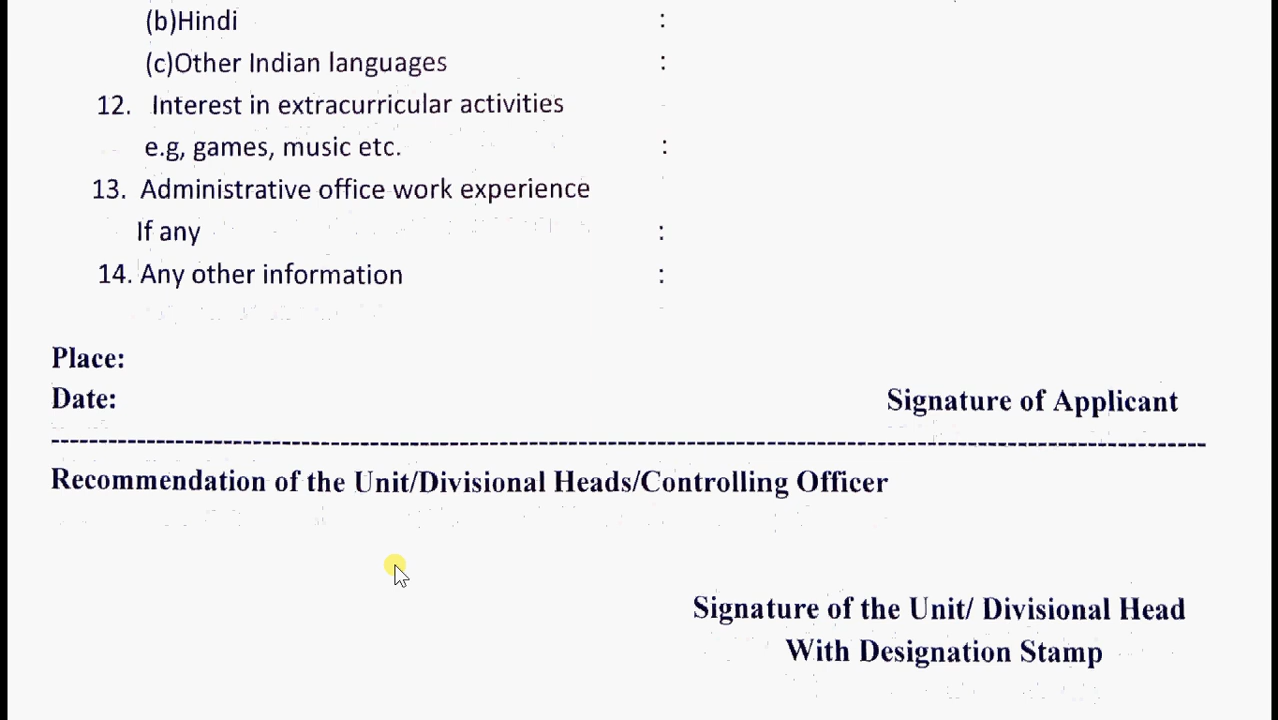 (b)Hindi :
(c)Other Indian languages :
12. Interest in extracurricular activities
e.g, games, music etc. :
13. Administrative office work experience
If any :
14. Any other information :
Place:
Date: Signature of Applicant
Recommendation of the Unit/Divisional Heads/Controlling Officer
Signature of the Unit/ Divisional Head
With Designation Stamp